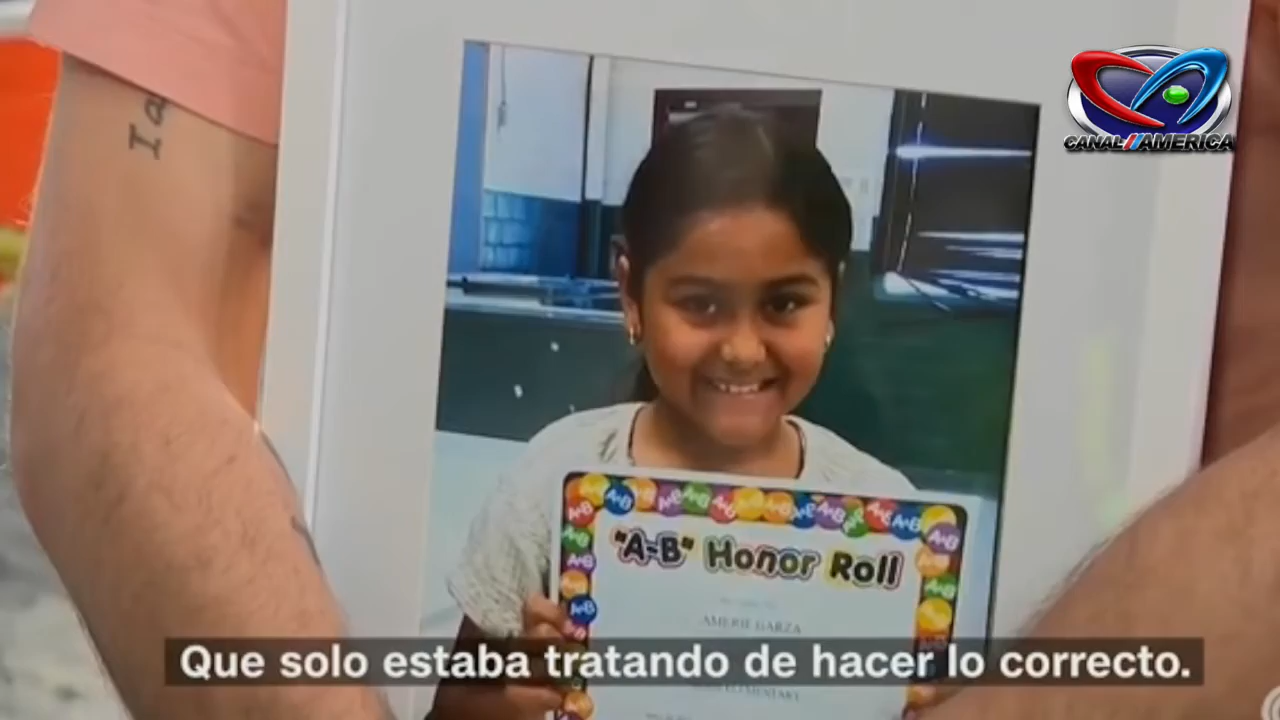 CANAL AMERICA
"A-B" Honor Roll
AMERIE GARZA
Que solo estaba tratando de hacer lo correcto.